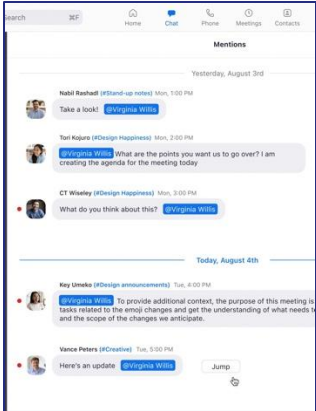 Search
⌘F
Home
Chat
Phone
Meetings
Contacts
Mentions
Yesterday, August 3rd
Nabil Rashad! (#Stand-up notes) Mon, 1:00 PM
Take a look! @Virginia Willis
Tori Kojuro (#Design Happiness) Mon, 2:00 PM
@Virginia Willis What are the points you want us to go over? I am
creating the agenda for the meeting today
CT Wiseley (#Design Happiness) Mon, 3:00 PM
What do you think about this? @Virginia Willis
Today, August 4th
Key Umeko (#Design announcements) Tue, 4:00 PM
@Virginia Willis To provide additional context, the purpose of this meeting is
tasks related to the emoji changes and get the understanding of what needs t
and the scope of the changes we anticipate.
Vance Peters (#Creative) Tue, 5:00 PM
Here's an update @Virginia Willis
Jump